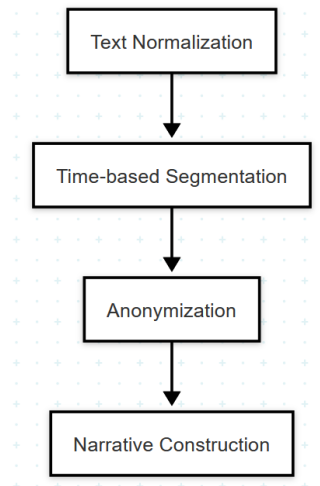 Text Normalization
Time-based Segmentation
Anonymization
Narrative Construction